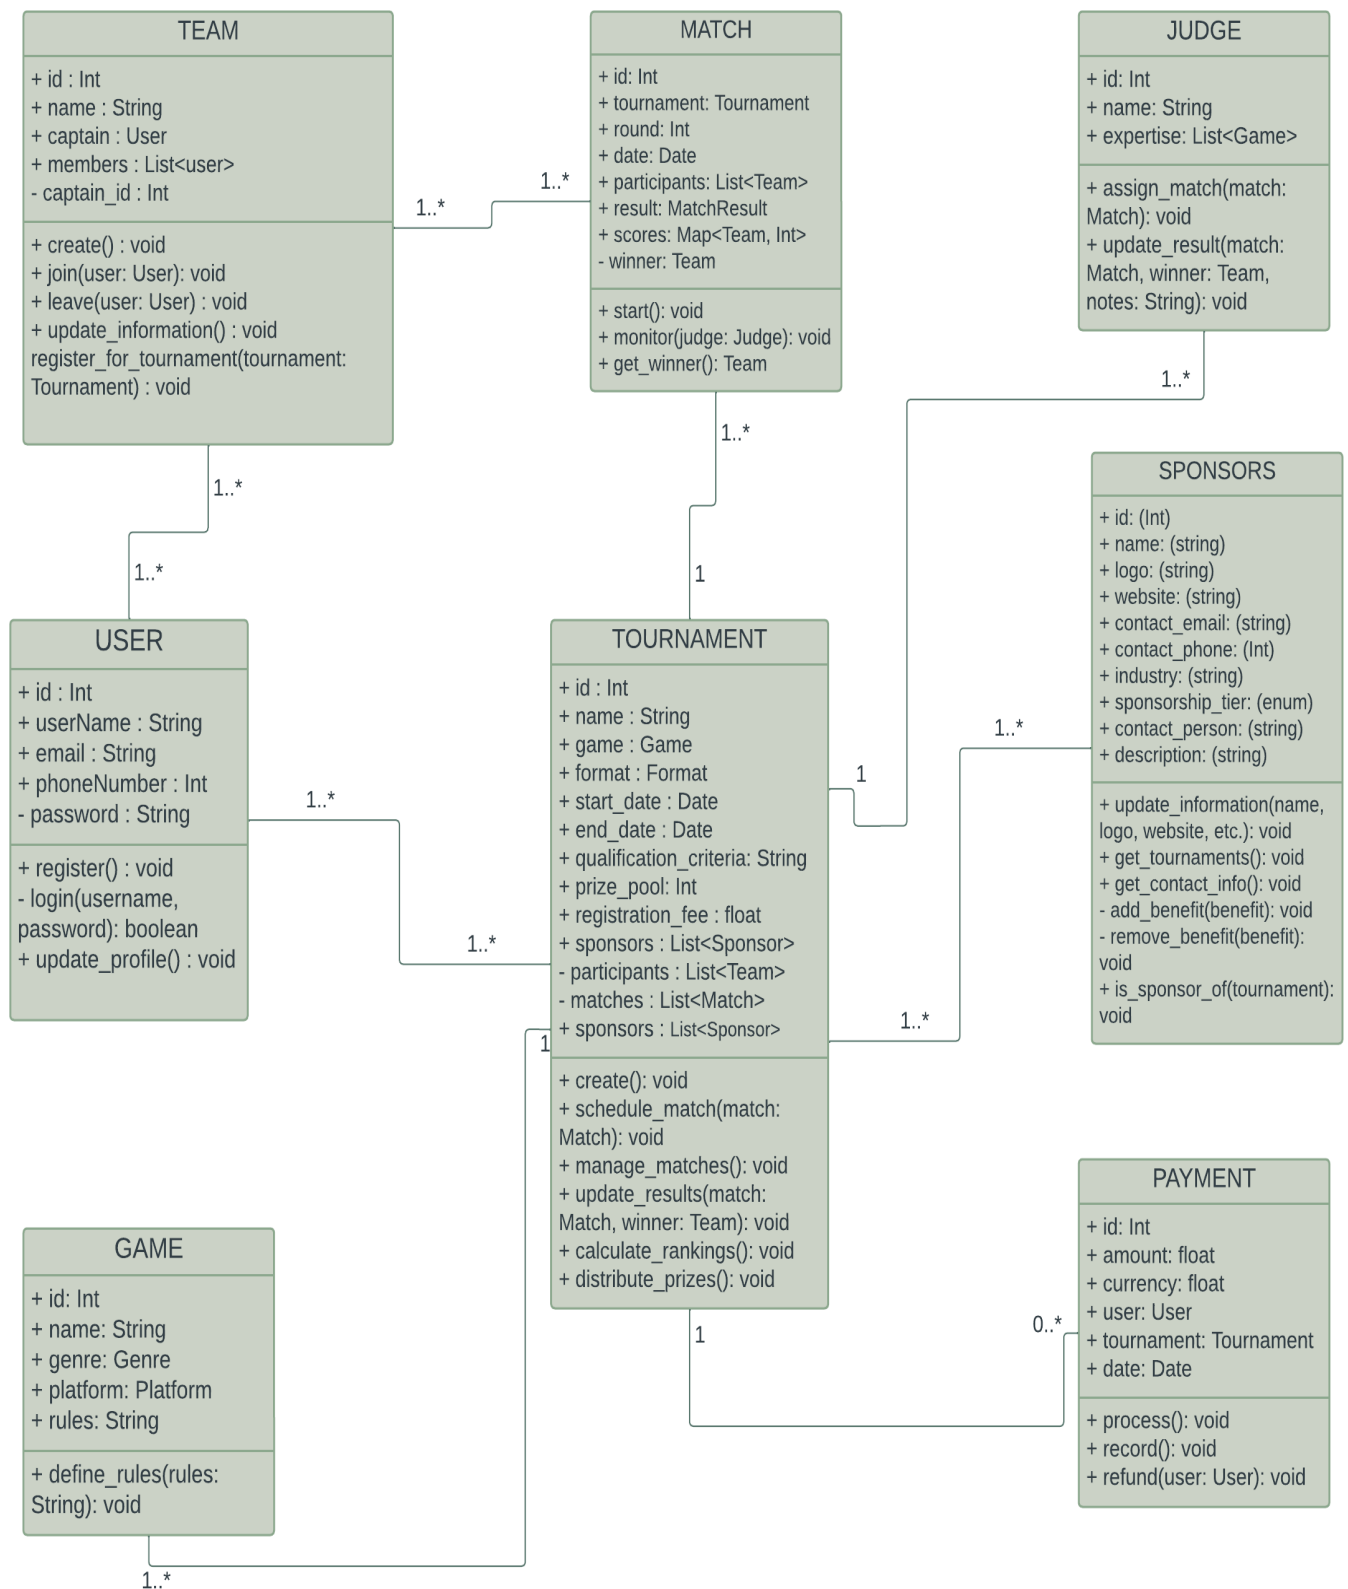 TEAM
+ id : Int
+ name : String
+ captain : User
+ members : List<user>
- captain_id : Int
+ create() : void
+ join(user: User): void
+ leave(user: User) : void
+ update_information() : void
register_for_tournament(tournament:
Tournament) : void
1..*
1..*
MATCH
+ id: Int
+ tournament: Tournament
+ round: Int
+ date: Date
+ participants: List<Team>
+ result: MatchResult
+ scores: Map<Team, Int>
- winner: Team
+ start(): void
+ monitor(judge: Judge): void
+ get_winner(): Team
JUDGE
+ id: Int
+ name: String
+ expertise: List<Game>
+ assign_match(match:
Match): void
+ update_result(match:
Match, winner: Team,
notes: String): void
1..*
1..*
1..*
1..*
1
SPONSORS
+ id: (Int)
+ name: (string)
+ logo: (string)
+ website: (string)
+ contact_email: (string)
+ contact_phone: (Int)
+ industry: (string)
+ sponsorship_tier: (enum)
+ contact_person: (string)
+ description: (string)
+ update_information(name,
logo, website, etc.): void
+ get_tournaments(): void
+ get_contact_info(): void
- add_benefit(benefit): void
- remove_benefit(benefit):
void
+ is_sponsor_of(tournament):
void
USER
+ id : Int
+ userName : String
+ email : String
+ phoneNumber : Int
- password : String
+ register() : void
- login(username,
password): boolean
+ update_profile() : void
1..*
1..*
TOURNAMENT
+ id : Int
+ name : String
+ game : Game
+ format : Format
+ start_date : Date
+ end_date : Date
+ qualification_criteria: String
+ prize_pool: Int
+ registration_fee : float
+ sponsors : List<Sponsor>
- participants : List<Team>
- matches : List<Match>
+ sponsors : List<Sponsor>
+ create(): void
+ schedule_match(match:
Match): void
+ manage_matches(): void
+ update_results(match:
Match, winner: Team): void
+ calculate_rankings(): void
+ distribute_prizes(): void
1..*
1
1..*
1
1
0..*
GAME
+ id: Int
+ name: String
+ genre: Genre
+ platform: Platform
+ rules: String
+ define_rules(rules:
String): void
1..*
PAYMENT
+ id: Int
+ amount: float
+ currency: float
+ user: User
+ tournament: Tournament
+ date: Date
+ process(): void
+ record(): void
+ refund(user: User): void